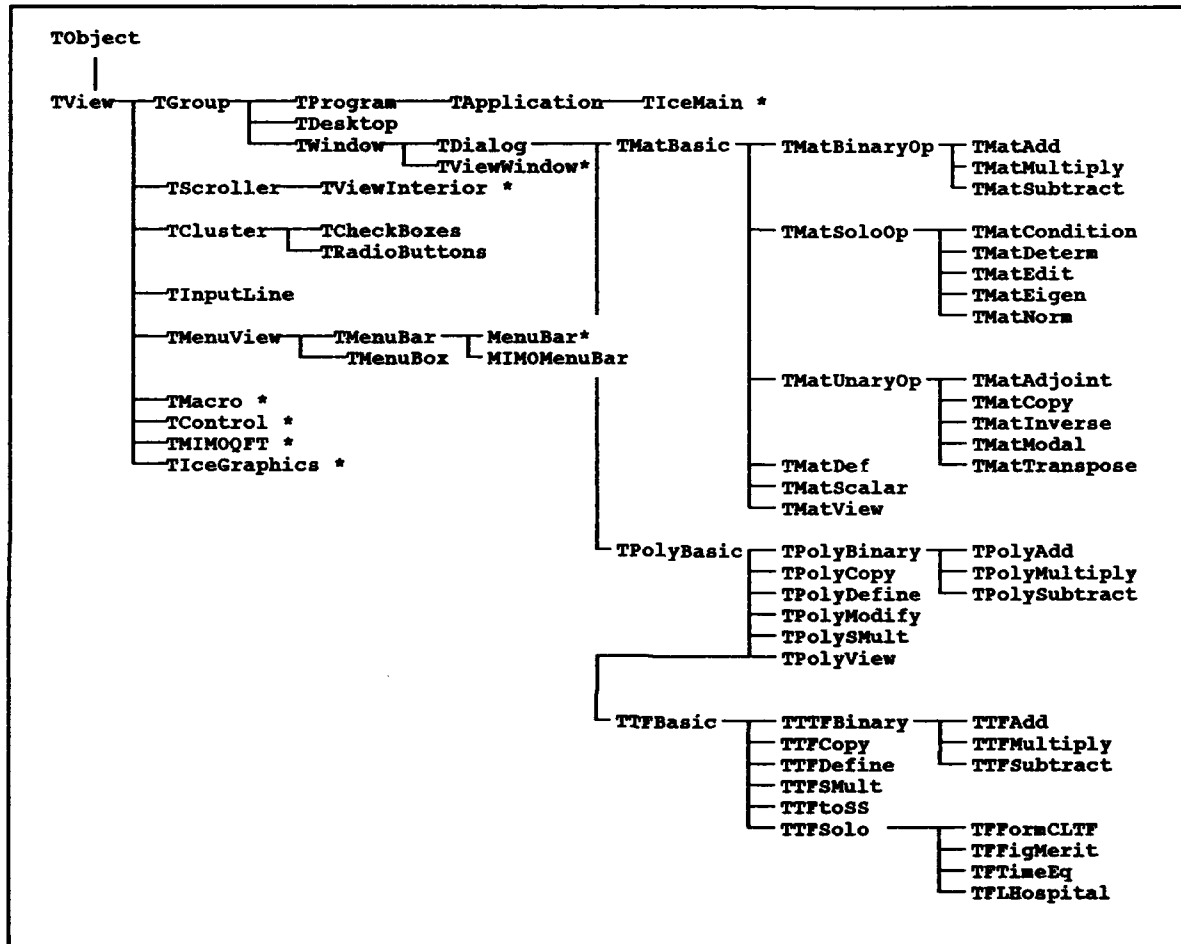 TObject
TView TGroup TProgram TApplication TIceMain *
TDesktop
TWindow TDialog TMatBasic TMatBinaryOp TMatAdd
TViewWindow* TMatMultiply
TScroller TViewInterior * TMatSubtract
TCluster TCheckBoxes TMatSoloOp TMatCondition
TRadioButtons TMatDeterm
TMatEdit
TInputLine TMatEigen
TMatNorm
TMenuView TMenuBar MenuBar*
TMenuBox MIMOMenuBar
TMatUnaryOp TMatAdjoint
TMacro * TMatCopy
TControl * TMatInverse
TMIMOQFT * TMatModal
TIceGraphics * TMatDef TMatTranspose
TMatScalar
TMatView
TPolyBasic TPolyBinary TPolyAdd
TPolyCopy TPolyMultiply
TPolyDefine TPolySubtract
TPolyModify
TPolySMult
TPolyView
TTFBasic TTTFBinary TTFAdd
TTFCopy TTFMultiply
TTFDefine TTFSubtract
TTFSMult
TTFtoSS
TTFSolo TFFormCLTF
TFFigMerit
TFTimeEq
TFLHospital